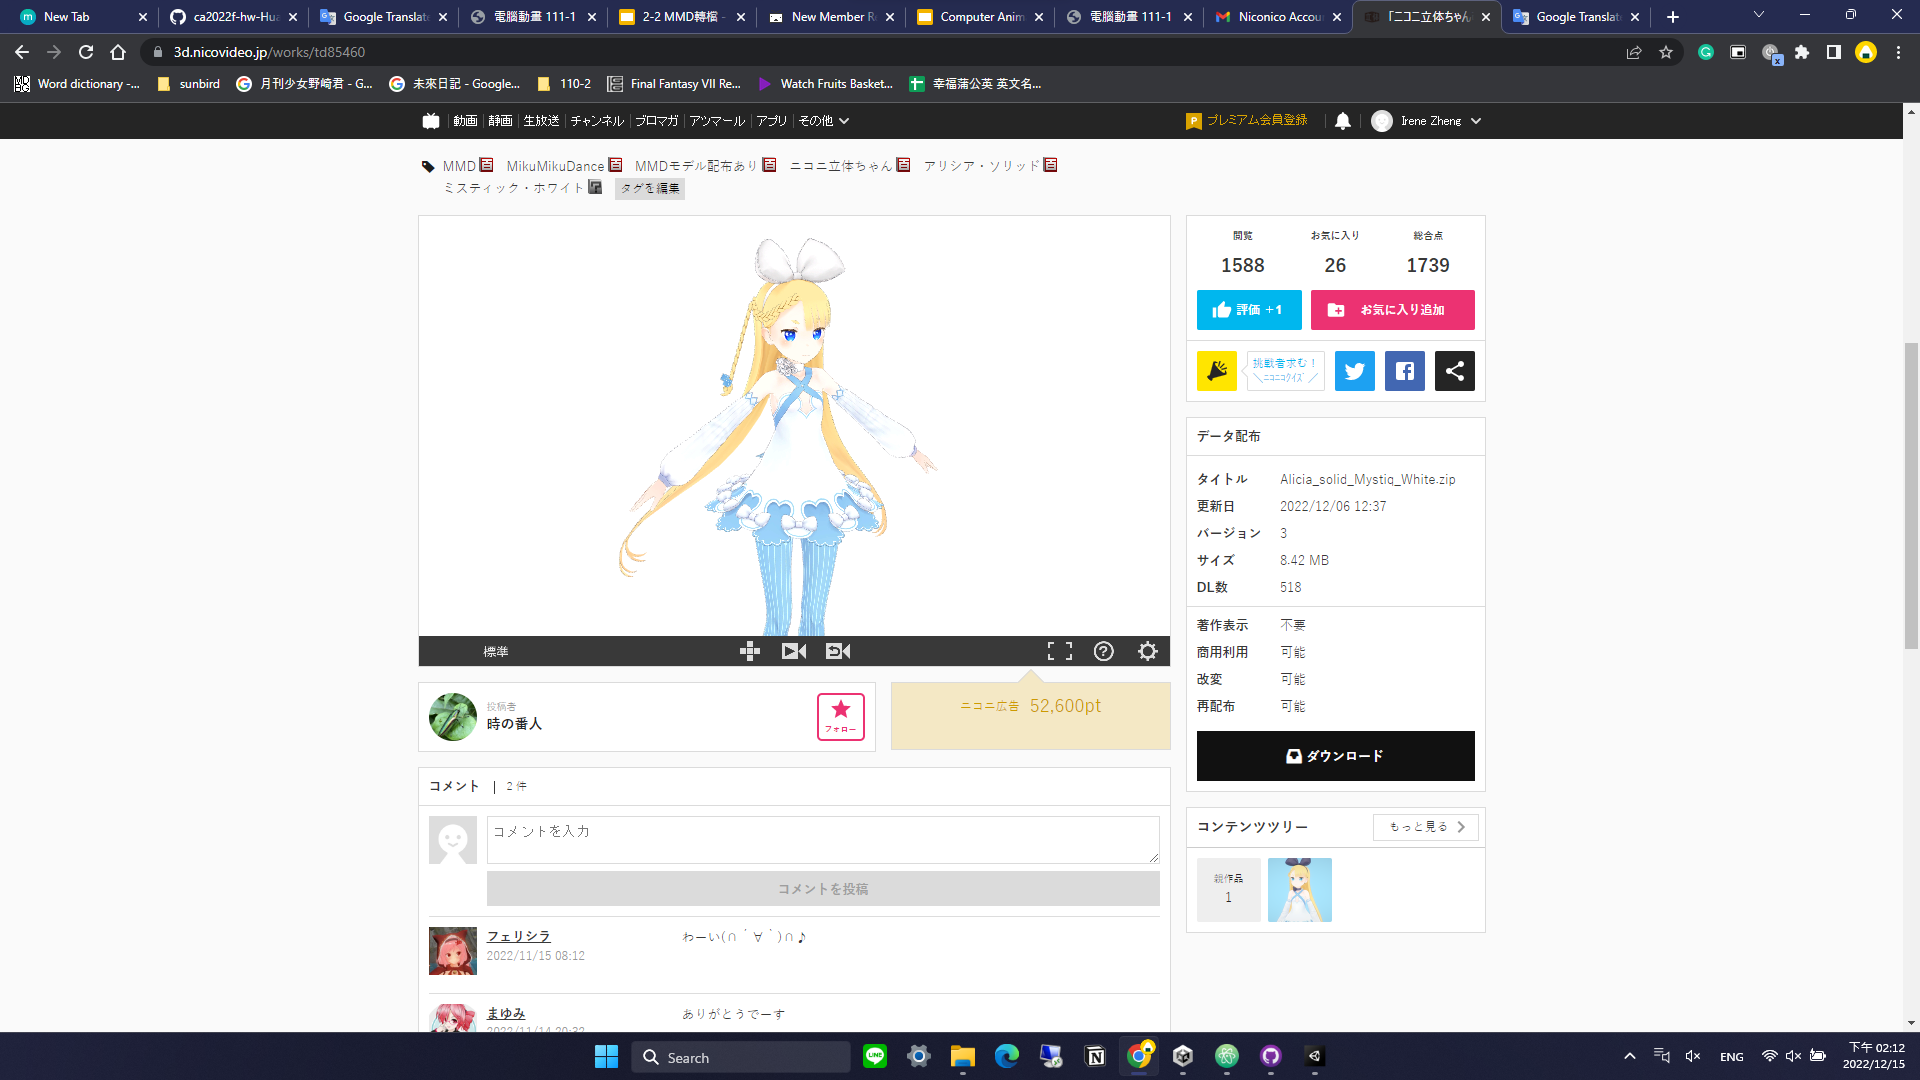 New Tab
ca2022f-hw-Hua
Google Translat
電腦動畫 111-1
2-2 MMD轉檔 -
New Member R
Computer Anim
電腦動畫 111-1
Niconico Accou
「ニコニ立体ちゃん
Google Translat
3d.nicovideo.jp/works/td85460
Word dictionary -...
sunbird
月刊少女野崎君 - G...
未來日記 - Google...
110-2
Final Fantasy VII Re...
Watch Fruits Basket...
幸福蒲公英 英文名...
動画 静画 生放送 チャンネル ブロマガ アツマール アプリ その他
プレミアム会員登録
Irene Zheng
MMD MikuMikuDance MMDモデル配布あり ニコニ立体ちゃん アリシア・ソリッド
ミスティック・ホワイト タグを編集
閲覧 お気に入り 総合点
1588 26 1739
評価 +1
お気に入り追加
挑戦者求む！
＼ニコニコクイズ／
データ配布
タイトル Alicia_solid_Mystiq_White.zip
更新日 2022/12/06 12:37
バージョン 3
サイズ 8.42 MB
DL数 518
著作表示 不要
商用利用 可能
改変 可能
再配布 可能
ダウンロード
標準
投稿者
時の番人
フォロー
ニコニ広告 52,600pt
コメント | 2 件
コメントを入力
コメントを投稿
フェリシラ
わーい(∩´∀｀)∩♪
2022/11/15 08:12
まゆみ
ありがとうでーす
2022/11/14 20:32
コンテンツツリー
もっと見る
親作品
1
Search
ENG
下午 02:12
2022/12/15